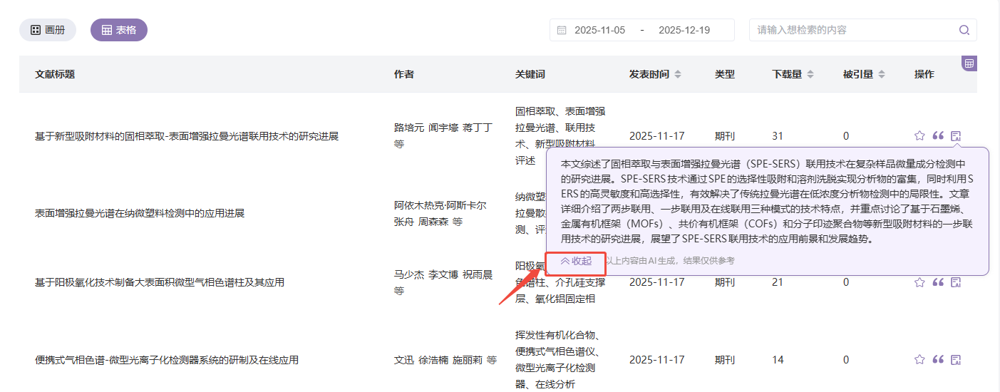 画册 表格 2025-11-05 - 2025-12-19 请输入想检索的内容
文献标题 作者 关键词 发表时间 类型 下载量 被引量 操作
基于新型吸附材料的固相萃取-表面增强拉曼光谱联用技术的研究进展
路培元 闻宇壕 蒋丁丁
等
固相萃取、表面增强
拉曼光谱、联用技
术、新型吸附材料
评述
2025-11-17 期刊 31 0
AI
本文综述了固相萃取与表面增强拉曼光谱（SPE-SERS）联用技术在复杂样品微量成分检测中
的研究进展。SPE-SERS技术通过SPE的选择性吸附和溶剂洗脱实现分析物的富集，同时利用S
ERS的高灵敏度和高选择性，有效解决了传统拉曼光谱在低浓度分析物检测中的局限性。文章
详细介绍了两步联用、一步联用及在线联用三种模式的技术特点，并重点讨论了基于石墨烯、
金属有机框架（MOFs）、共价有机框架（COFs）和分子印迹聚合物等新型吸附材料的一步联
用技术的研究进展，展望了SPE-SERS联用技术的应用前景和发展趋势。
收起 以上内容由AI生成，结果仅供参考
表面增强拉曼光谱在纳微塑料检测中的应用进展
阿依木热克·阿斯卡尔
张舟 周森森 等
纳微塑
拉曼散
测、评
基于阳极氧化技术制备大表面积微型气相色谱柱及其应用
马少杰 李文博 祝雨晨
等
阳极氧
色谱柱、介孔硅支撑
层、氧化铝固定相
2025-11-17 期刊 21 0
AI
便携式气相色谱-微型光离子化检测器系统的研制及在线应用
文迅 徐浩楠 施丽莉 等
挥发性有机化合物、
便携式气相色谱仪、
微型光离子化检测
器、在线分析
2025-11-17 期刊 14 0
AI